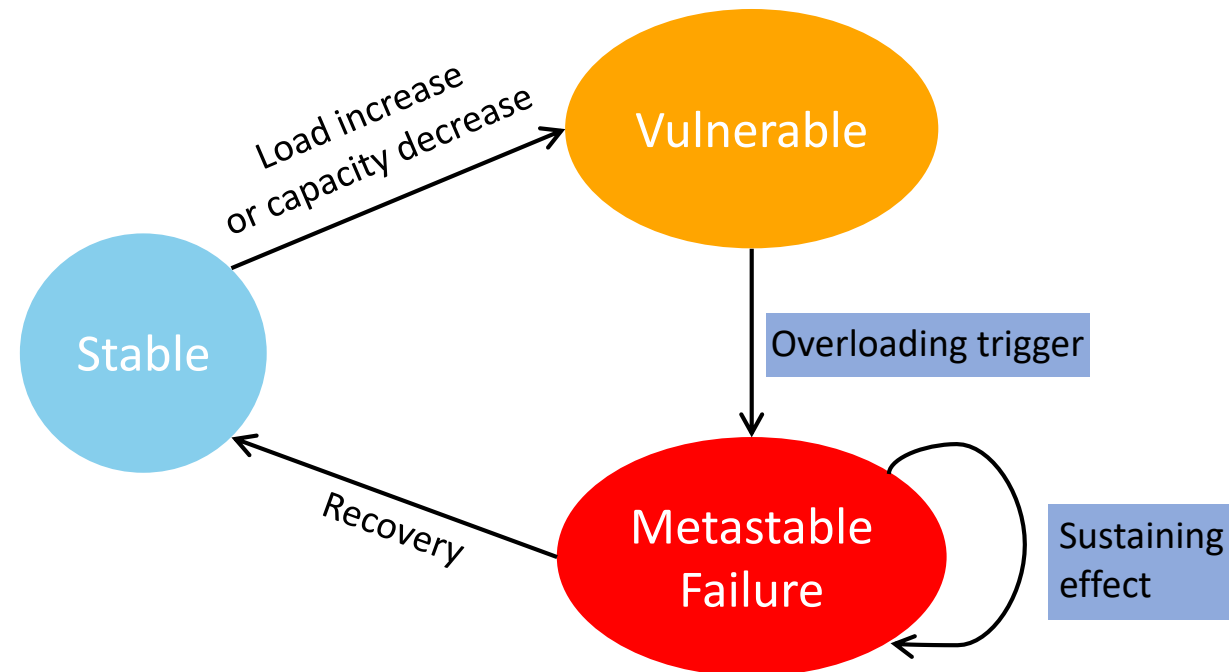 Load increase
or capacity decrease
Vulnerable
Stable
Overloading trigger
Recovery
Metastable
Failure
Sustaining
effect